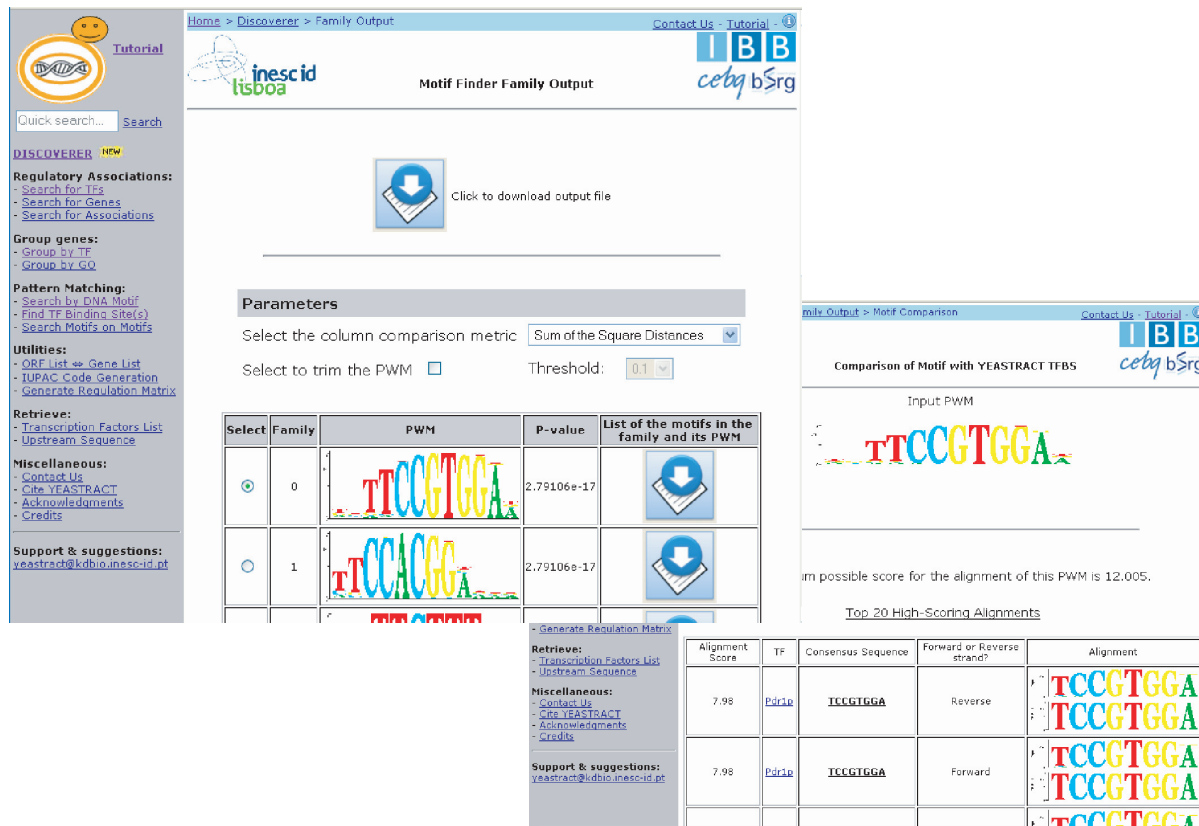 Tutorial
Quick search...
Search
DISCOVERER NEW
Regulatory Associations:
- Search for TFs
- Search for Genes
- Search for Associations
Group genes:
- Group by TF
- Group by GO
Pattern Matching:
- Search by DNA Motif
- Find TF Binding Site(s)
- Search Motifs on Motifs
Utilities:
- ORF List ⇔ Gene List
- IUPAC Code Generation
- Generate Regulation Matrix
Retrieve:
- Transcription Factors List
- Upstream Sequence
Miscellaneous:
- Contact Us
- Cite YEASTRACT
- Acknowledgments
- Credits
Support & suggestions:
yeastract@kdbio.inesc-id.pt
Home > Discoverer > Family Output
Contact Us - Tutorial -
inesc id
lisboa
Motif Finder Family Output
IBB
cebq bSrg
Click to download output file
Parameters
Select the column comparison metric Sum of the Square Distances
Select to trim the PWM Threshold: 0.1
Select Family PWM P-value List of the motifs in the family and its PWM
0 TTCCGTGGA 2.79106e-17
1 TTCCACGGA 2.79106e-17
mily Output > Motif Comparison
Contact Us - Tutorial -
IBB
cebq bSrg
Comparison of Motif with YEASTRACT TFBS
Input PWM
TTCCGTGGA
um possible score for the alignment of this PWM is 12.005.
Top 20 High-Scoring Alignments
- Generate Regulation Matrix
Retrieve:
- Transcription Factors List
- Upstream Sequence
Miscellaneous:
- Contact Us
- Cite YEASTRACT
- Acknowledgments
- Credits
Support & suggestions:
yeastract@kdbio.inesc-id.pt
Alignment Score TF Consensus Sequence Forward or Reverse strand? Alignment
7.98 Pdr1p TCCGTGGA Reverse TCCGTGGA
TCCGTGGA
7.98 Pdr1p TCCGTGGA Forward TCCGTGGA
TCCGTGGA
TCCGTGGA